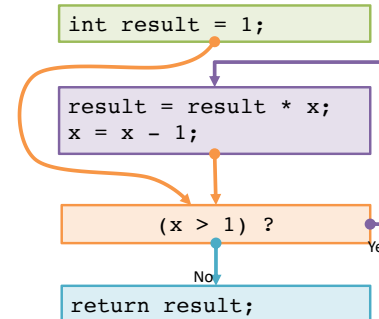 int result = 1;
result = result * x;
x = x - 1;
(x > 1) ?
No
return result;